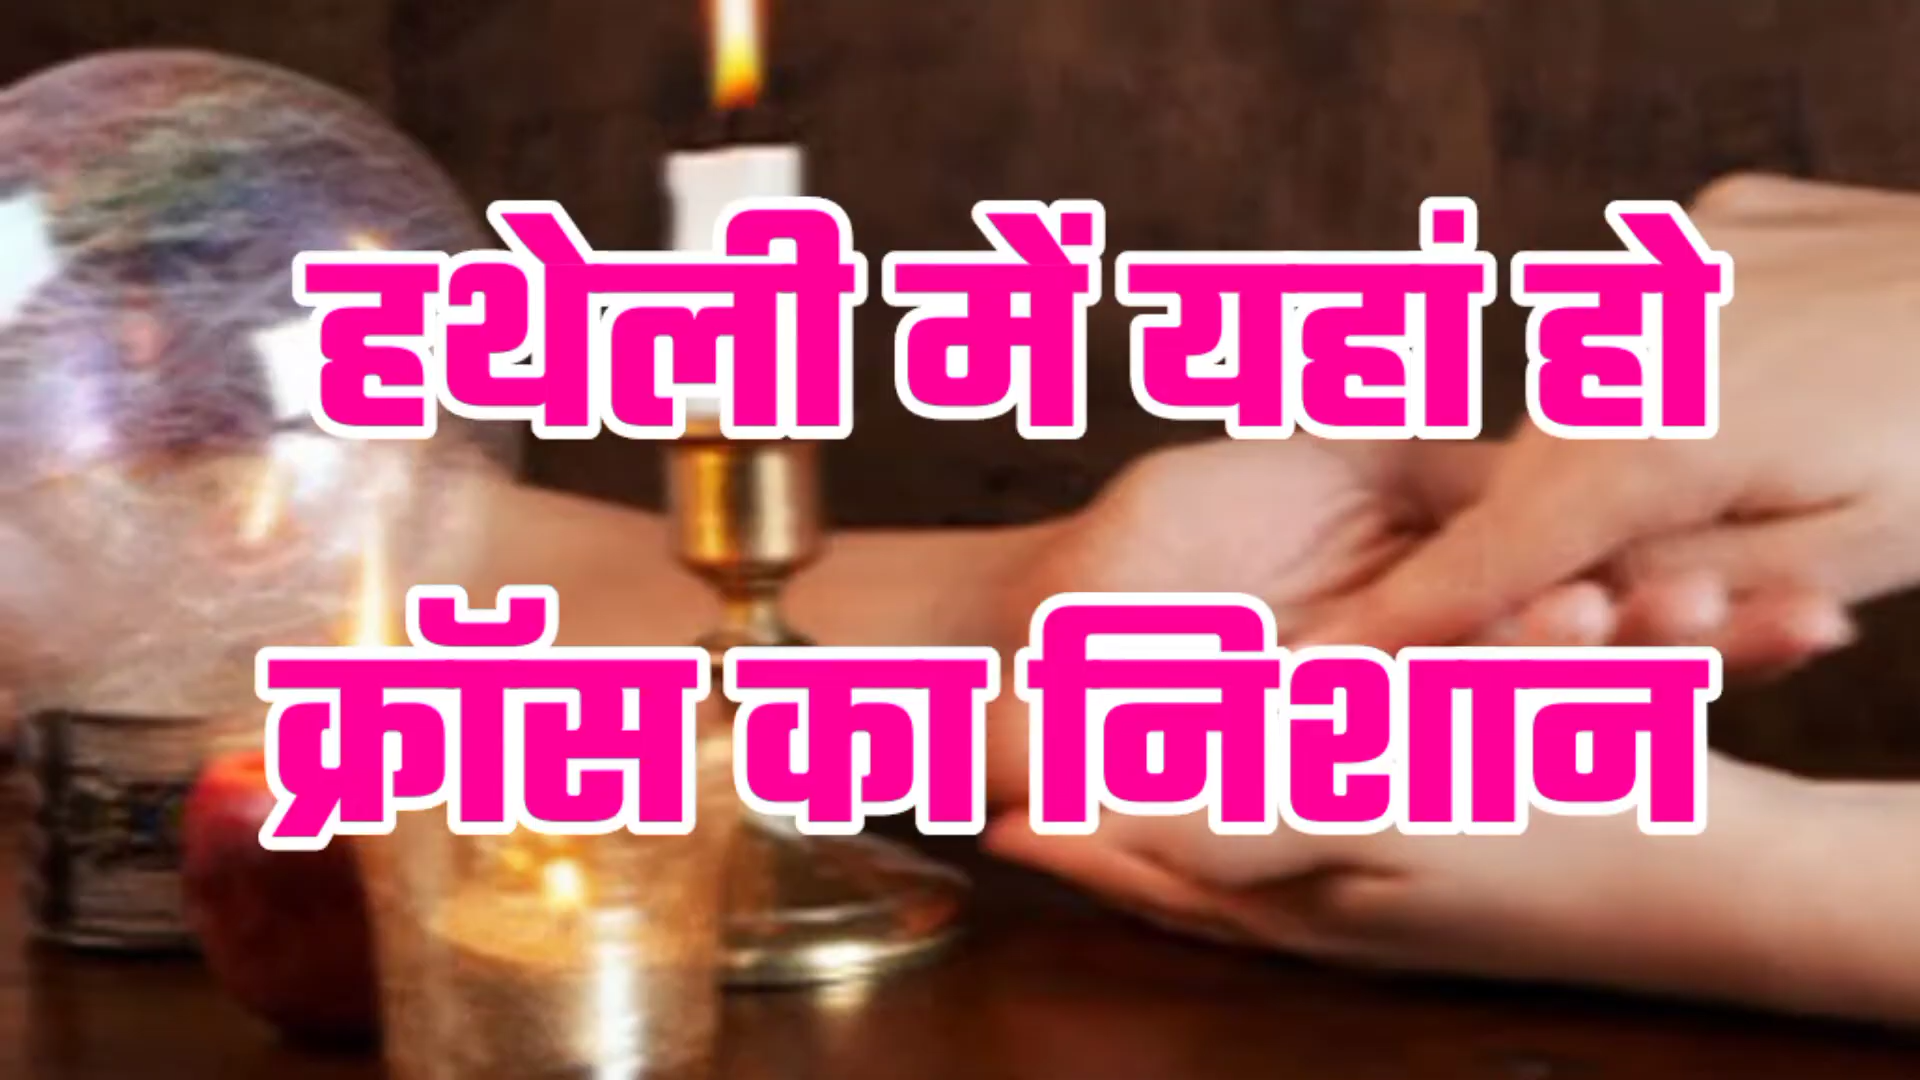 हथेली में यहां हो
क्रॉस का निशान